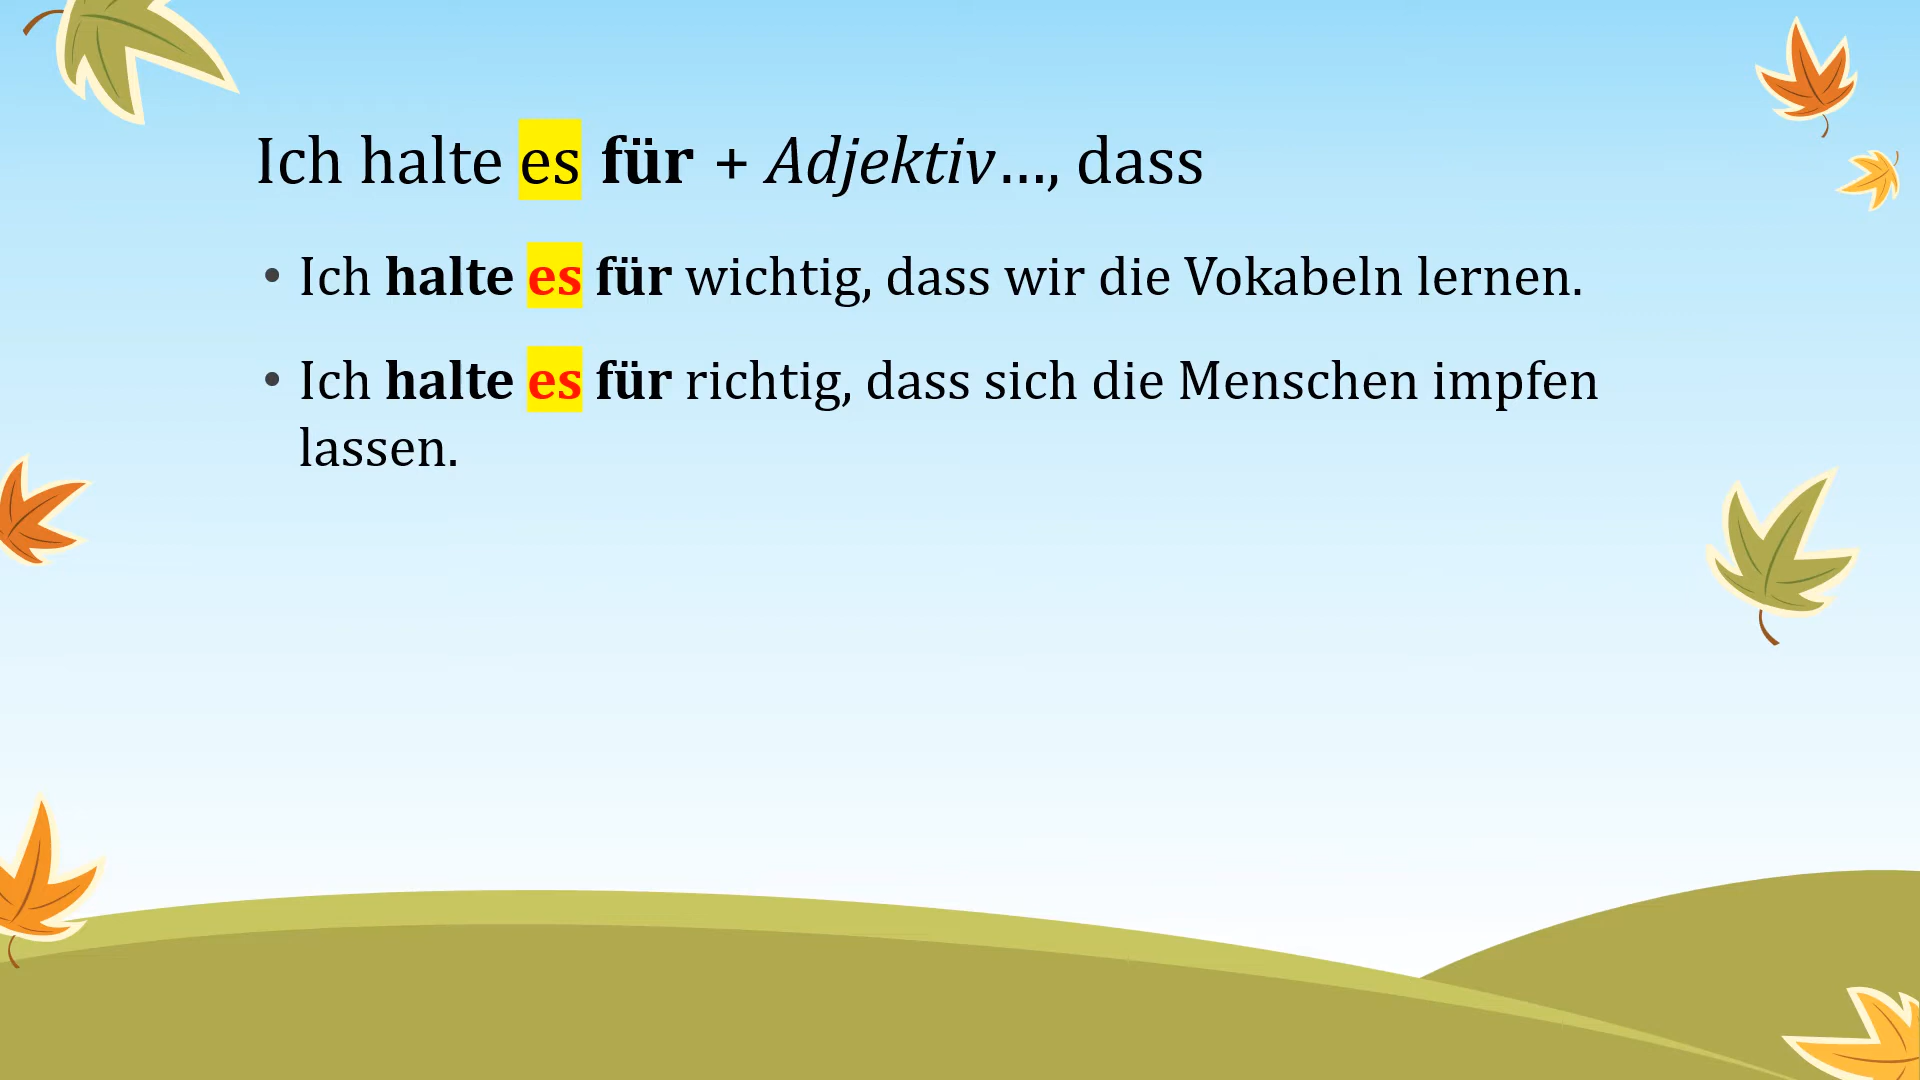 Ich halte es für + Adjektiv…, dass
• Ich halte es für wichtig, dass wir die Vokabeln lernen.
• Ich halte es für richtig, dass sich die Menschen impfen
lassen.